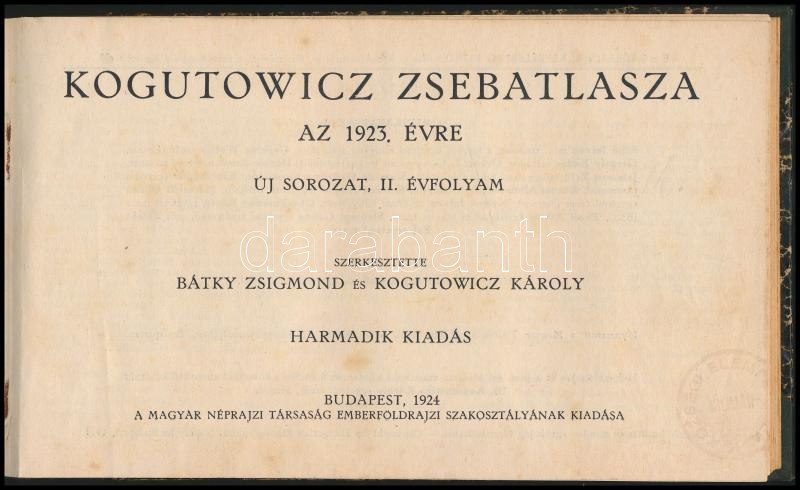 KOGUTOWICZ ZSEBATLASZA
AZ 1923. ÉVRE
ÚJ SOROZAT, II. ÉVFOLYAM
darabanth
SZERKESZTETTE
BÁTKY ZSIGMOND ÉS KOGUTOWICZ KÁROLY
HARMADIK KIADÁS
BUDAPEST, 1924
A MAGYAR NÉPRAJZI TÁRSASÁG EMBERFÖLDRAJZI SZAKOSZTÁLYÁNAK KIADÁSA